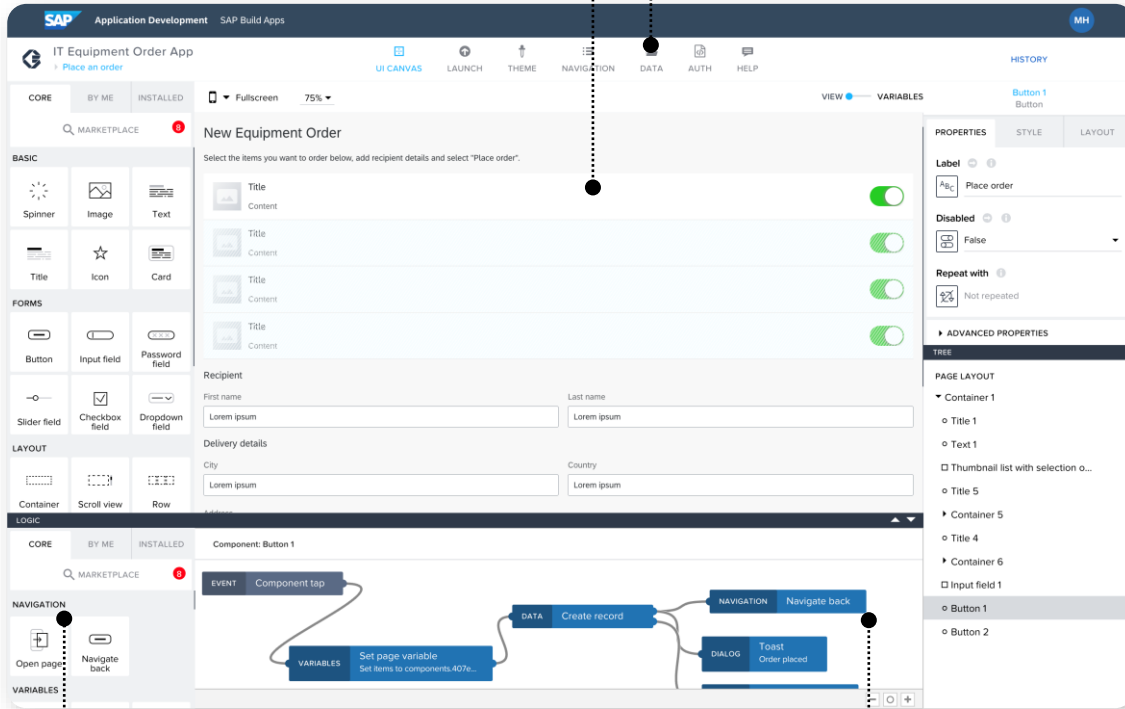 SAP Application Development SAP Build Apps MH
IT Equipment Order App
Place an order
UI CANVAS LAUNCH THEME NAVIGATION DATA AUTH HELP
HISTORY
CORE BY ME INSTALLED
Fullscreen 75%
VIEW VARIABLES
Button 1
Button
MARKETPLACE 8
BASIC
Spinner Image Text
Title Icon Card
FORMS
Button Input field Password field
Slider field Checkbox field Dropdown field
LAYOUT
Container Scroll view Row
New Equipment Order
Select the items you want to order below, add recipient details and select "Place order".
Title
Content
Title
Content
Title
Content
Title
Content
Recipient
First name Last name
Lorem ipsum Lorem ipsum
Delivery details
City Country
Lorem ipsum Lorem ipsum
PROPERTIES STYLE LAYOUT
Label
ABC Place order
Disabled
False
Repeat with
Not repeated
ADVANCED PROPERTIES
TREE
PAGE LAYOUT
Container 1
Title 1
Text 1
Thumbnail list with selection o...
Title 5
Container 5
Title 4
Container 6
Input field 1
Button 1
Button 2
LOGIC
CORE BY ME INSTALLED
Component: Button 1
MARKETPLACE 8
NAVIGATION
Open page Navigate back
VARIABLES
EVENT Component tap
VARIABLES Set page variable
Set items to components.407e...
DATA Create record
NAVIGATION Navigate back
DIALOG Toast
Order placed